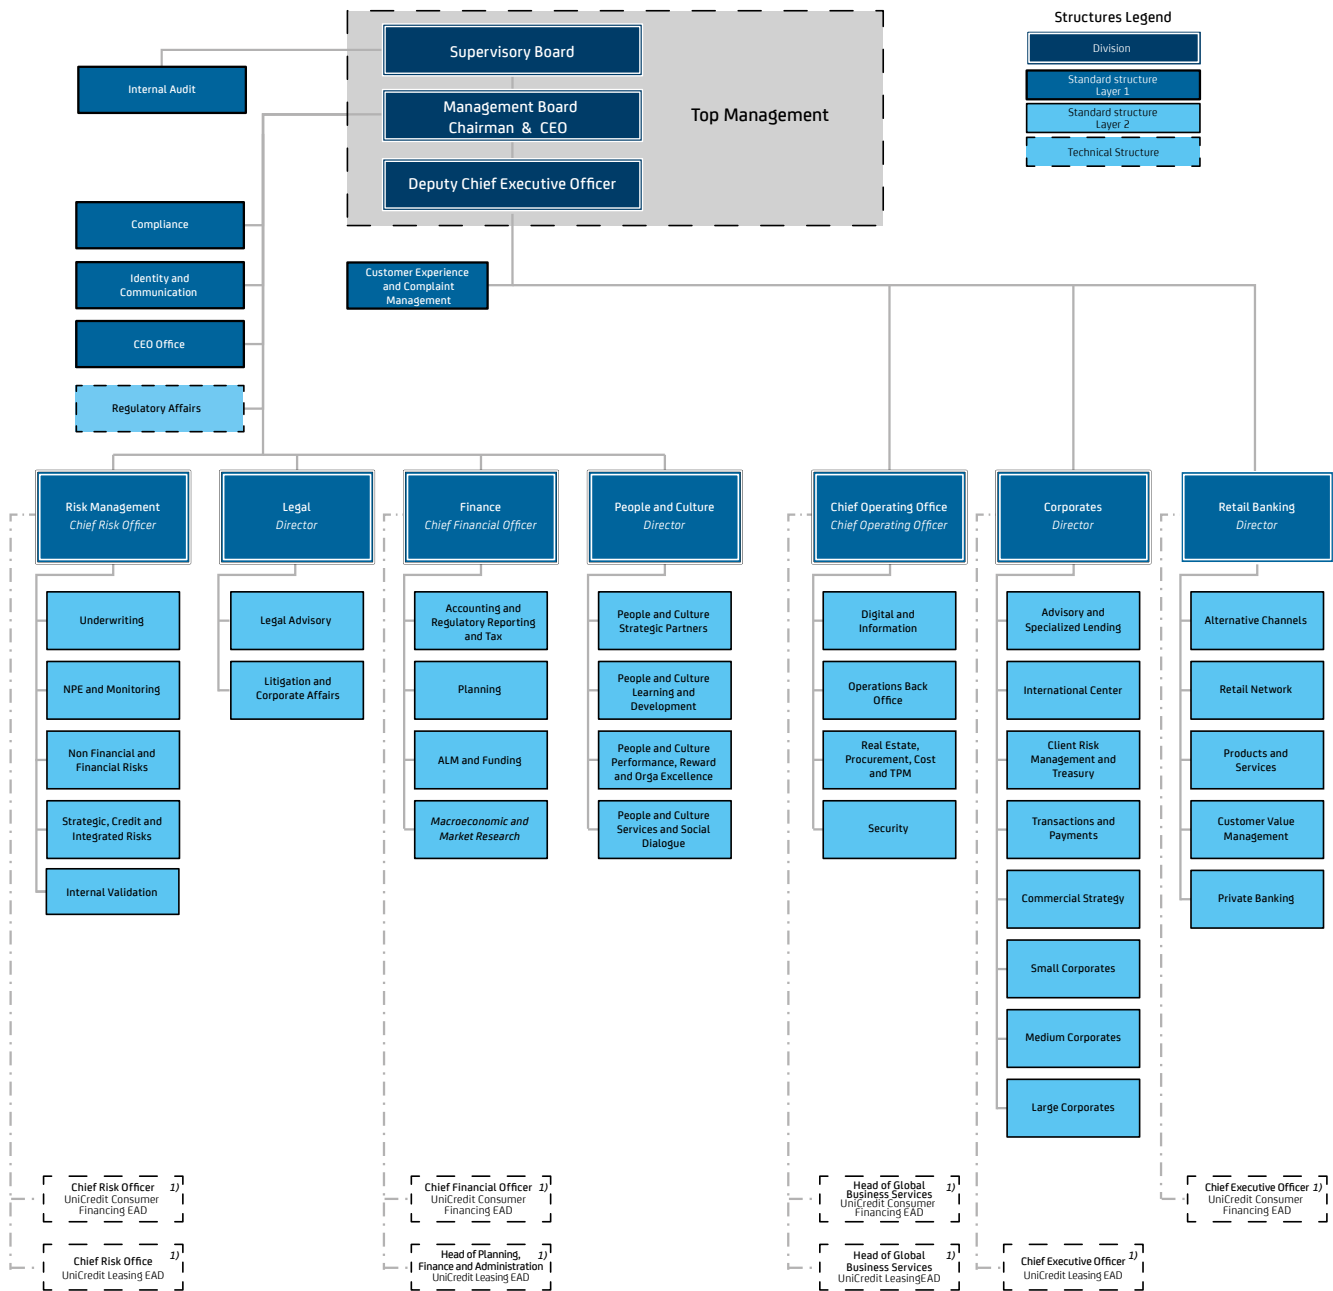 Structures Legend
Division
Standard structure
Layer 1
Standard structure
Layer 2
Technical Structure
Supervisory Board
Management Board
Chairman & CEO
Deputy Chief Executive Officer
Top Management
Internal Audit
Compliance
Identity and
Communication
CEO Office
Regulatory Affairs
Customer Experience
and Complaint
Management
Risk Management
Chief Risk Officer
Legal
Director
Finance
Chief Financial Officer
People and Culture
Director
Chief Operating Office
Chief Operating Officer
Corporates
Director
Retail Banking
Director
Underwriting
NPE and Monitoring
Non Financial and
Financial Risks
Strategic, Credit and
Integrated Risks
Internal Validation
Legal Advisory
Litigation and
Corporate Affairs
Accounting and
Regulatory Reporting
and Tax
Planning
ALM and Funding
Macroeconomic and
Market Research
People and Culture
Strategic Partners
People and Culture
Learning and
Development
People and Culture
Performance, Reward
and Orga Excellence
People and Culture
Services and Social
Dialogue
Digital and
Information
Operations Back
Office
Real Estate,
Procurement, Cost
and TPM
Security
Advisory and
Specialized Lending
International Center
Client Risk
Management and
Treasury
Transactions and
Payments
Commercial Strategy
Small Corporates
Medium Corporates
Large Corporates
Alternative Channels
Retail Network
Products and
Services
Customer Value
Management
Private Banking
Chief Risk Officer 1)
UniCredit Consumer
Financing EAD
Chief Risk Office 1)
UniCredit Leasing EAD
Chief Financial Officer 1)
UniCredit Consumer
Financing EAD
Head of Planning, 1)
Finance and Administration
UniCredit Leasing EAD
Head of Global 1)
Business Services
UniCredit Consumer
Financing EAD
Head of Global 1)
Business Services
UniCredit LeasingEAD
Chief Executive Officer 1)
UniCredit Leasing EAD
Chief Executive Officer 1)
UniCredit Consumer
Financing EAD